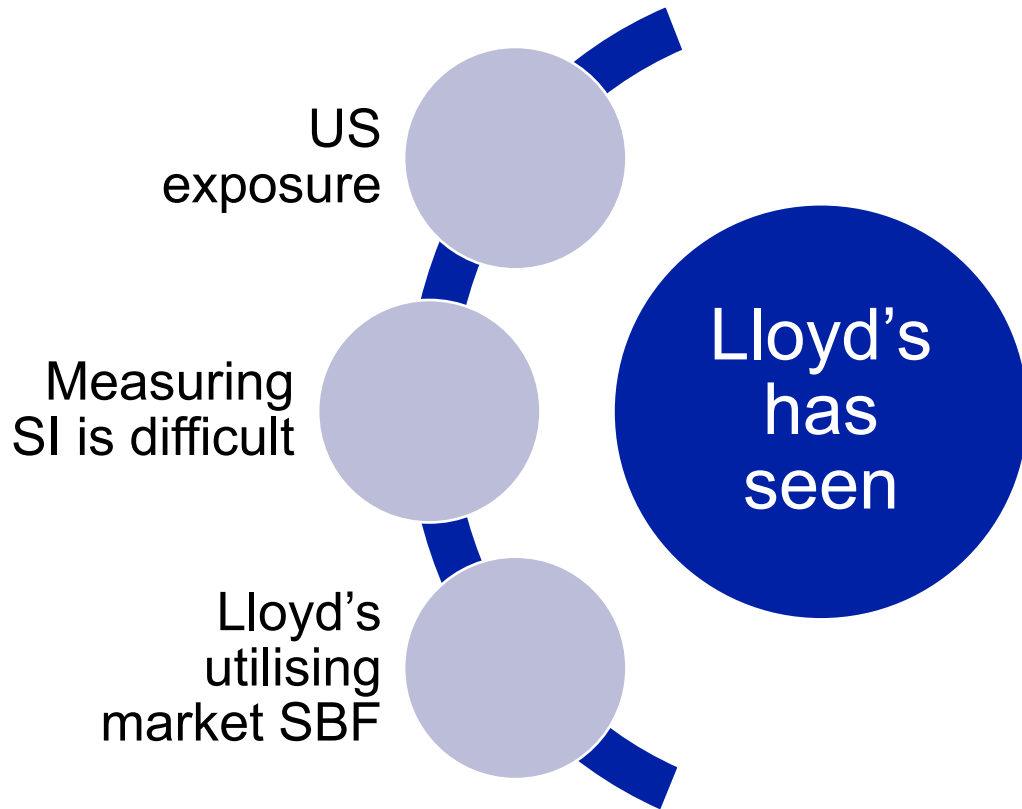 US
exposure
Measuring
SI is difficult
Lloyd’s
utilising
market SBF
Lloyd’s
has
seen